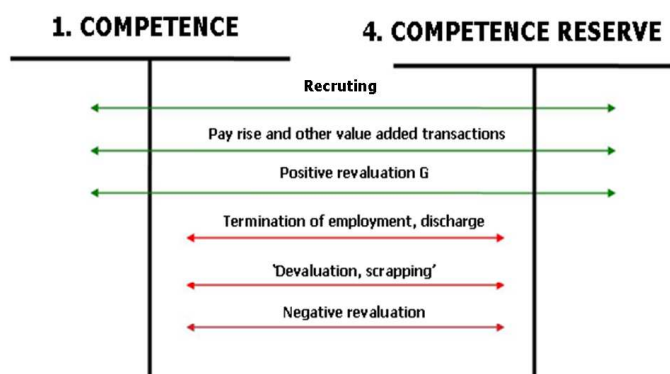 1. COMPETENCE
4. COMPETENCE RESERVE
Recruting
Pay rise and other value added transactions
Positive revaluation G
Termination of employment, discharge
'Devaluation, scrapping'
Negative revaluation